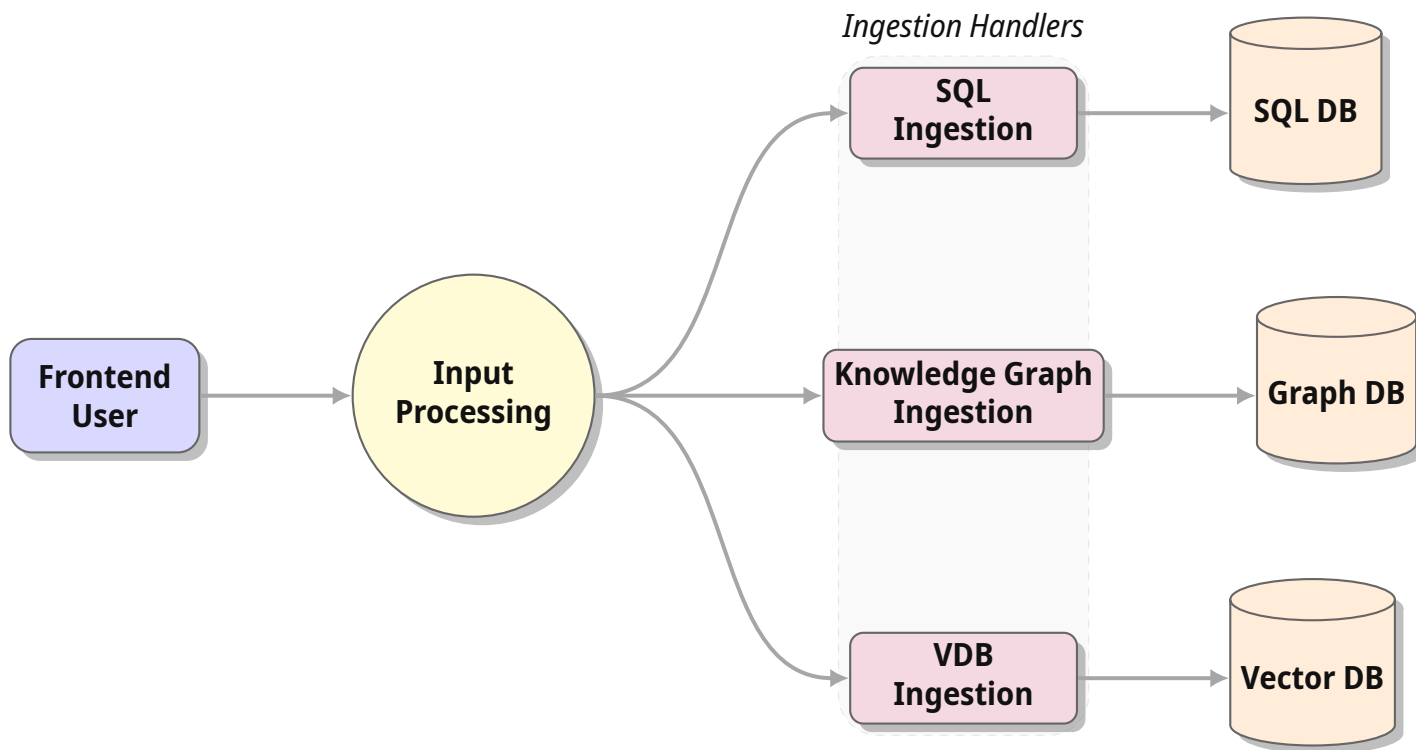 Ingestion Handlers
SQL
Ingestion
SQL DB
Frontend
User
Input
Processing
Knowledge Graph
Ingestion
Graph DB
VDB
Ingestion
Vector DB